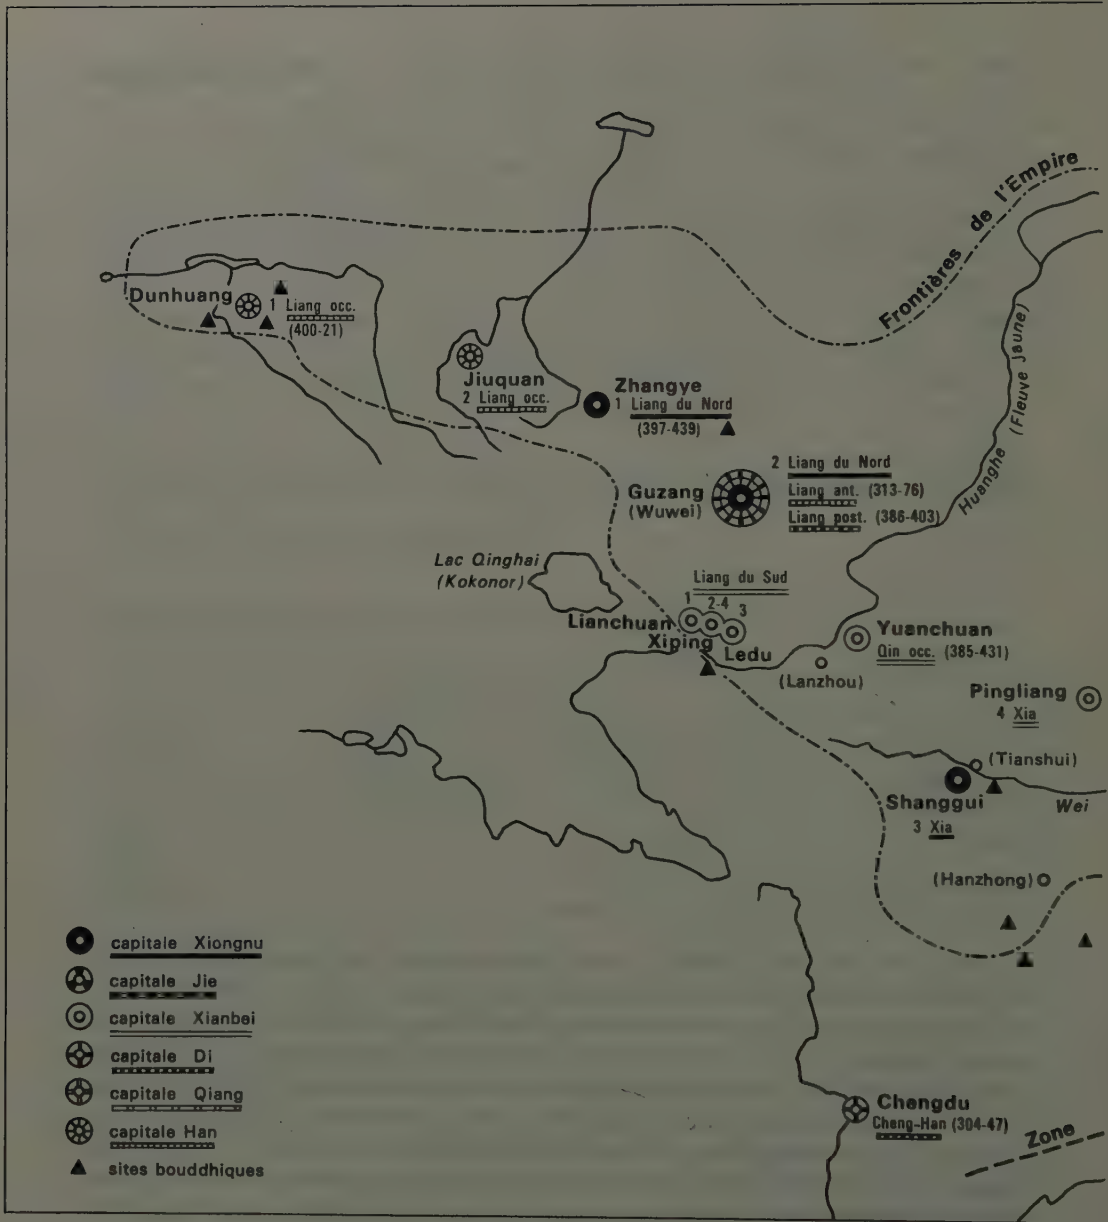 Frontières de l'Empire
Dunhuang
1 Liang occ.
(400-21)
Jiuquan
2 Liang occ.
Zhangye
1 Liang du Nord
(397-439)
Huanghe (Fleuve Jaune)
2 Liang du Nord
Guzang
(Wuwei)
Liang ant. (313-76)
Liang post. (386-403)
Lac Qinghai
(Kokonor)
Liang du Sud
1 2-4 3
Lianchuan
Xiping
Ledu
Yuanchuan
Qin occ. (385-431)
(Lanzhou)
Pingliang
4 Xia
(Tianshui)
Shanggui
Wei
3 Xia
(Hanzhong)
capitale Xiongnu
capitale Jie
capitale Xianbei
capitale Di
capitale Qiang
capitale Han
sites bouddhiques
Chengdu
Cheng-Han (304-47)
Zone